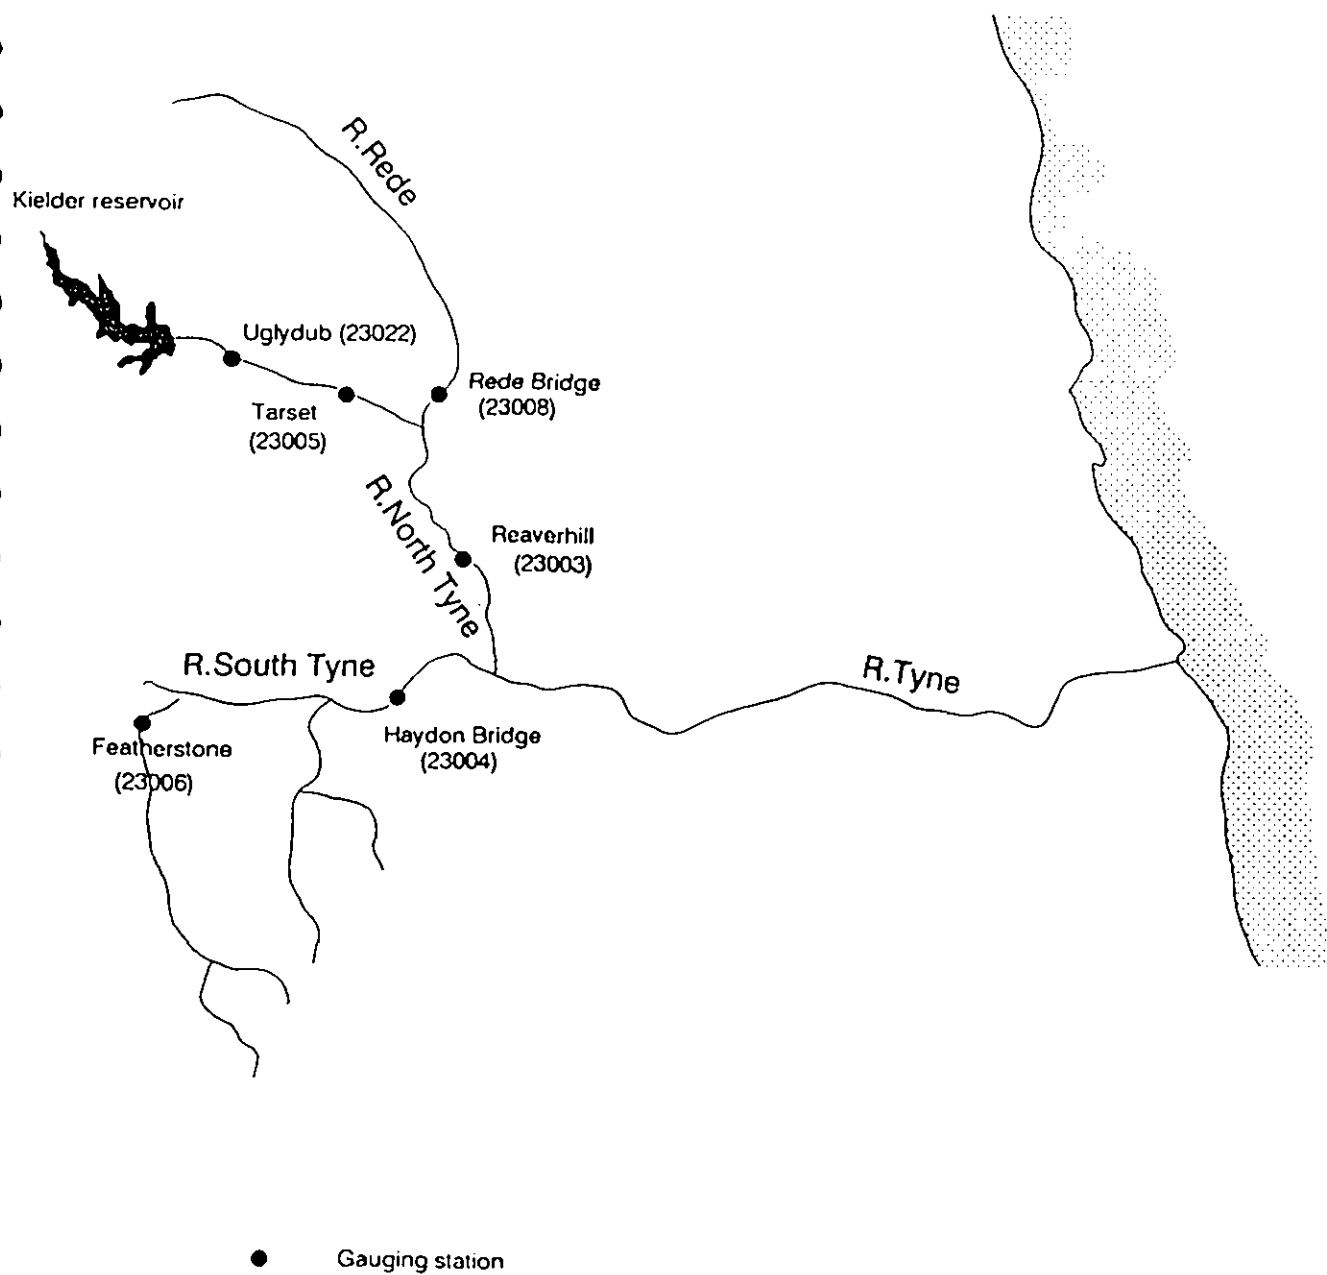 R.Rede
Kielder reservoir
Uglydub (23022)
Rede Bridge
(23008)
Tarset
(23005)
R.North Tyne
Reaverhill
(23003)
R.South Tyne
R.Tyne
Haydon Bridge
(23004)
Featherstone
(23006)
Gauging station